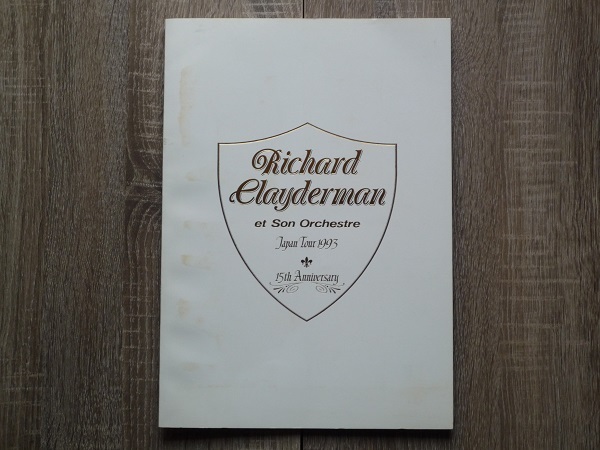 Richard
Clayderman
et Son Orchestre
Japan Tour 1993
15th Anniversary